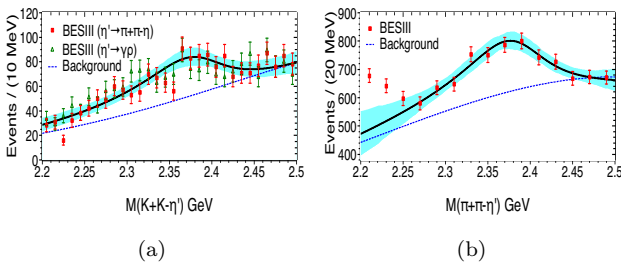 Events / (10 MeV)
120
100
80
60
40
20
0
BESIII (η'→π+π-η)
BESIII (η'→γρ)
Background
2.2 2.25 2.3 2.35 2.4 2.45 2.5
M(K+K-η') GeV
(a)
Events / (20 MeV)
900
800
700
600
500
400
BESIII
Background
2.2 2.25 2.3 2.35 2.4 2.45 2.5
M(π+π-η') GeV
(b)